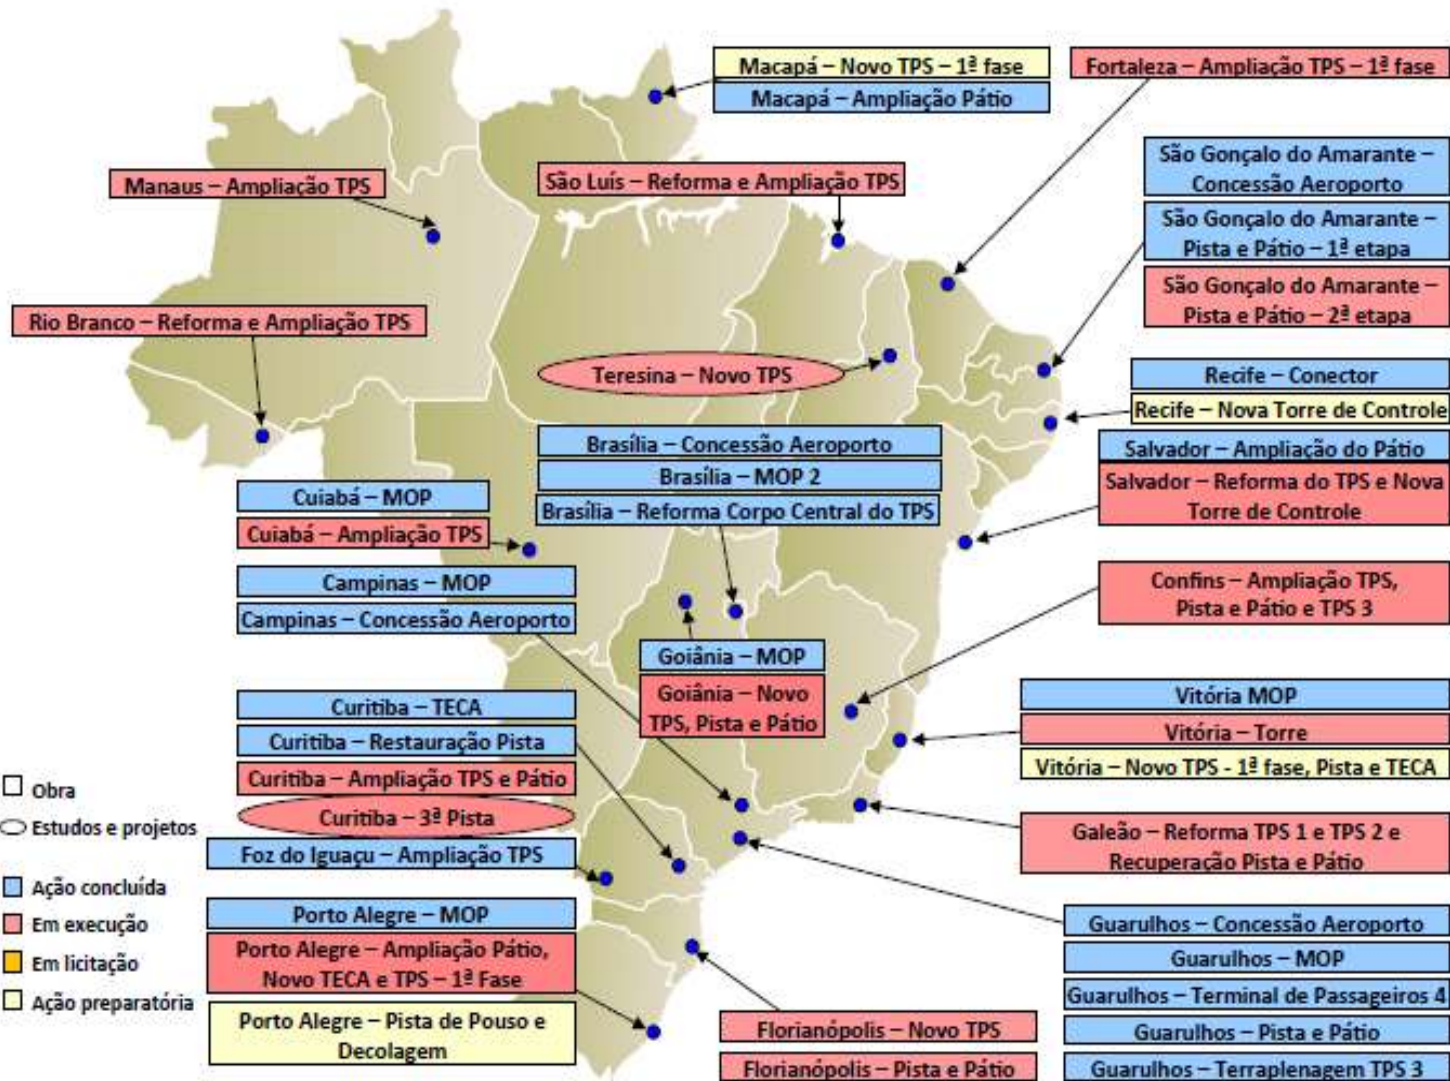 Macapá – Novo TPS – 1ª fase
Macapá – Ampliação Pátio
Fortaleza – Ampliação TPS – 1ª fase
São Gonçalo do Amarante –
Concessão Aeroporto
São Gonçalo do Amarante –
Pista e Pátio – 1ª etapa
São Gonçalo do Amarante –
Pista e Pátio – 2ª etapa
Manaus – Ampliação TPS
São Luís – Reforma e Ampliação TPS
Rio Branco – Reforma e Ampliação TPS
Teresina – Novo TPS
Recife – Conector
Recife – Nova Torre de Controle
Brasília – Concessão Aeroporto
Brasília – MOP 2
Brasília – Reforma Corpo Central do TPS
Salvador – Ampliação do Pátio
Salvador – Reforma do TPS e Nova
Torre de Controle
Cuiabá – MOP
Cuiabá – Ampliação TPS
Campinas – MOP
Campinas – Concessão Aeroporto
Confins – Ampliação TPS,
Pista e Pátio e TPS 3
Goiânia – MOP
Goiânia – Novo
TPS, Pista e Pátio
Curitiba – TECA
Curitiba – Restauração Pista
Curitiba – Ampliação TPS e Pátio
Curitiba – 3ª Pista
Foz do Iguaçu – Ampliação TPS
Vitória MOP
Vitória – Torre
Vitória – Novo TPS - 1ª fase, Pista e TECA
Galeão – Reforma TPS 1 e TPS 2 e
Recuperação Pista e Pátio
Obra
Estudos e projetos
Ação concluída
Em execução
Em licitação
Ação preparatória
Porto Alegre – MOP
Porto Alegre – Ampliação Pátio,
Novo TECA e TPS – 1ª Fase
Porto Alegre – Pista de Pouso e
Decolagem
Florianópolis – Novo TPS
Florianópolis – Pista e Pátio
Guarulhos – Concessão Aeroporto
Guarulhos – MOP
Guarulhos – Terminal de Passageiros 4
Guarulhos – Pista e Pátio
Guarulhos – Terraplenagem TPS 3